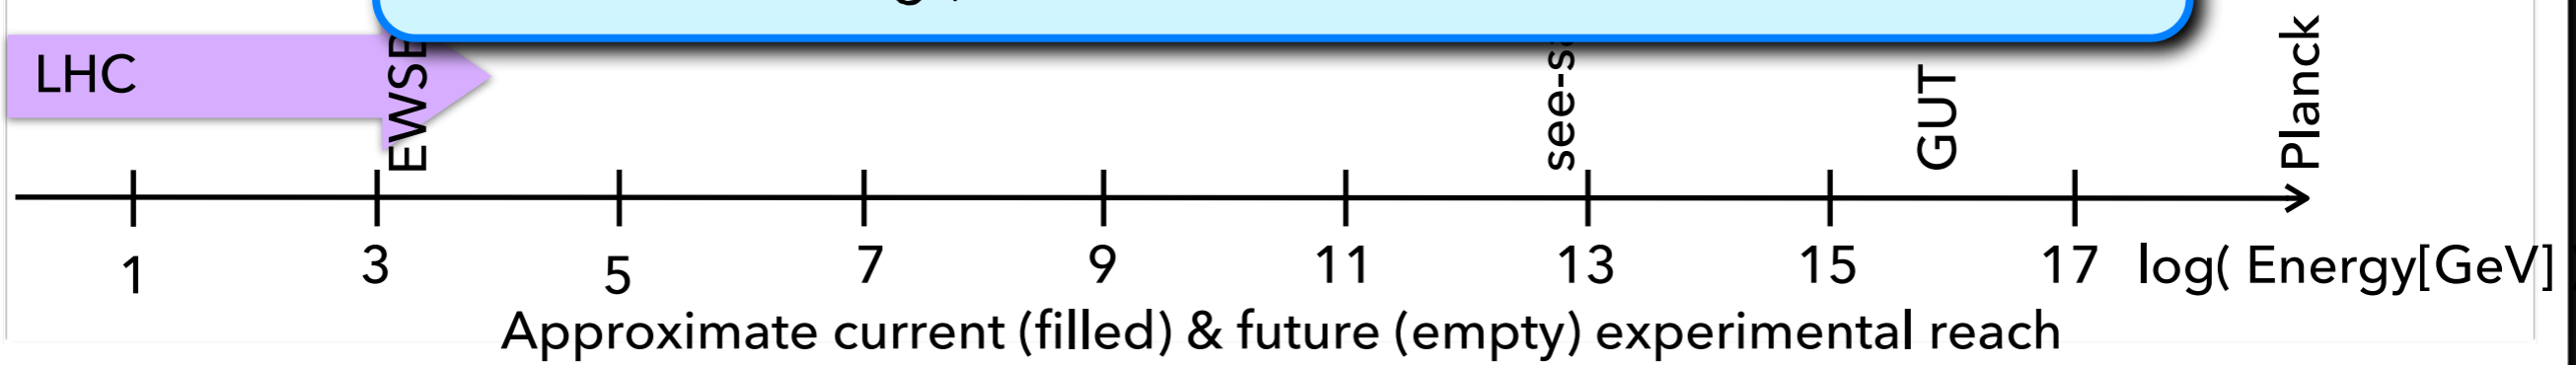 LHC
EWSB
see-s
GUT
Planck
1 3 5 7 9 11 13 15 17 log( Energy[GeV]
Approximate current (filled) & future (empty) experimental reach